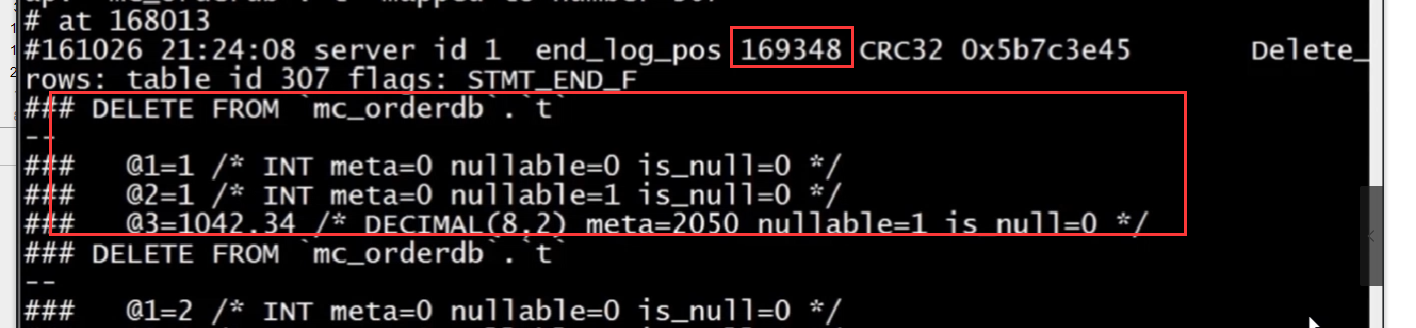 # at 168013
#161026 21:24:08 server id 1  end_log_pos 169348 CRC32 0x5b7c3e45        Delete_
rows: table id 307 flags: STMT_END_F
### DELETE FROM `mc_orderdb`.`t`
--
###   @1=1 /* INT meta=0 nullable=0 is_null=0 */
###   @2=1 /* INT meta=0 nullable=1 is_null=0 */
###   @3=1042.34 /* DECIMAL(8,2) meta=2050 nullable=1 is_null=0 */
### DELETE FROM `mc_orderdb`.`t`
--
###   @1=2 /* INT meta=0 nullable=0 is_null=0 */